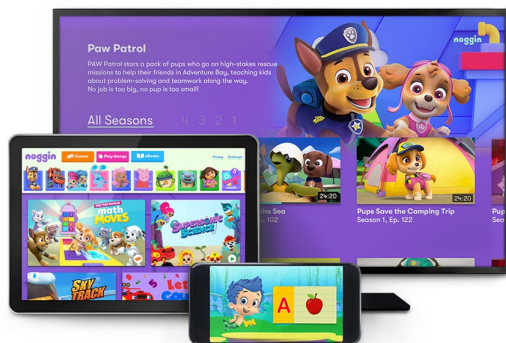 noggin
Paw Patrol
PAW Patrol stars a pack of pups who go on high-stakes rescue
missions to help their friends in Adventure Bay, teaching kids
about problem-solving and teamwork along the way.
No job is too big, no pup is too small!
All Seasons 4 3 2 1
24:20
24:20
the Sea
Pups Save the Camping Trip
Pups
Season 1, Ep. 122
noggin
Games
eBooks
math
MOVES
SKY
TRACK
Let
A